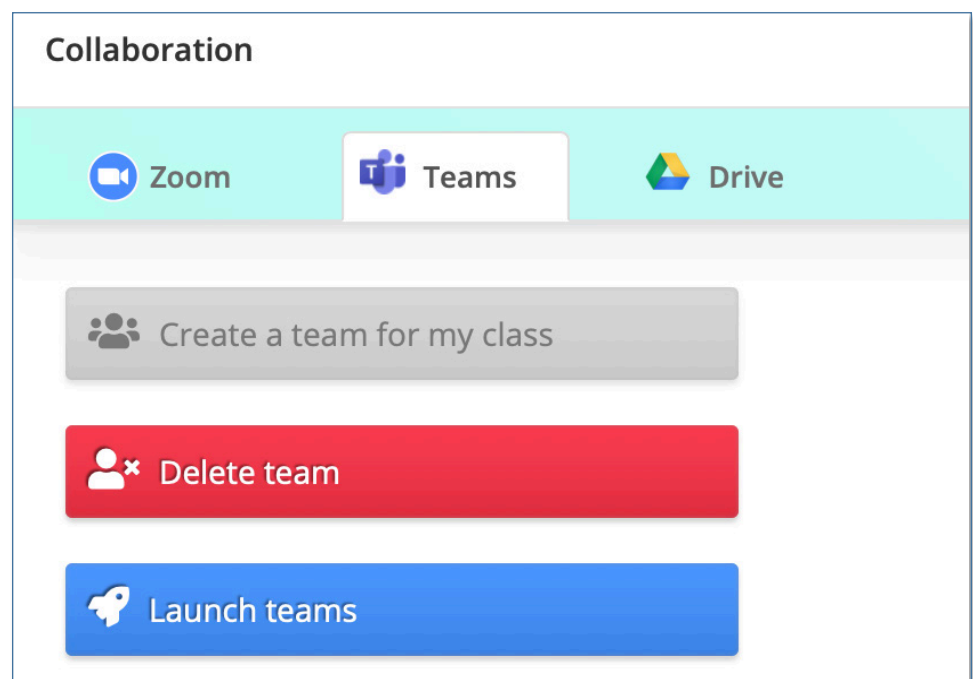 Collaboration
Zoom
Teams
Drive
Create a team for my class
Delete team
Launch teams